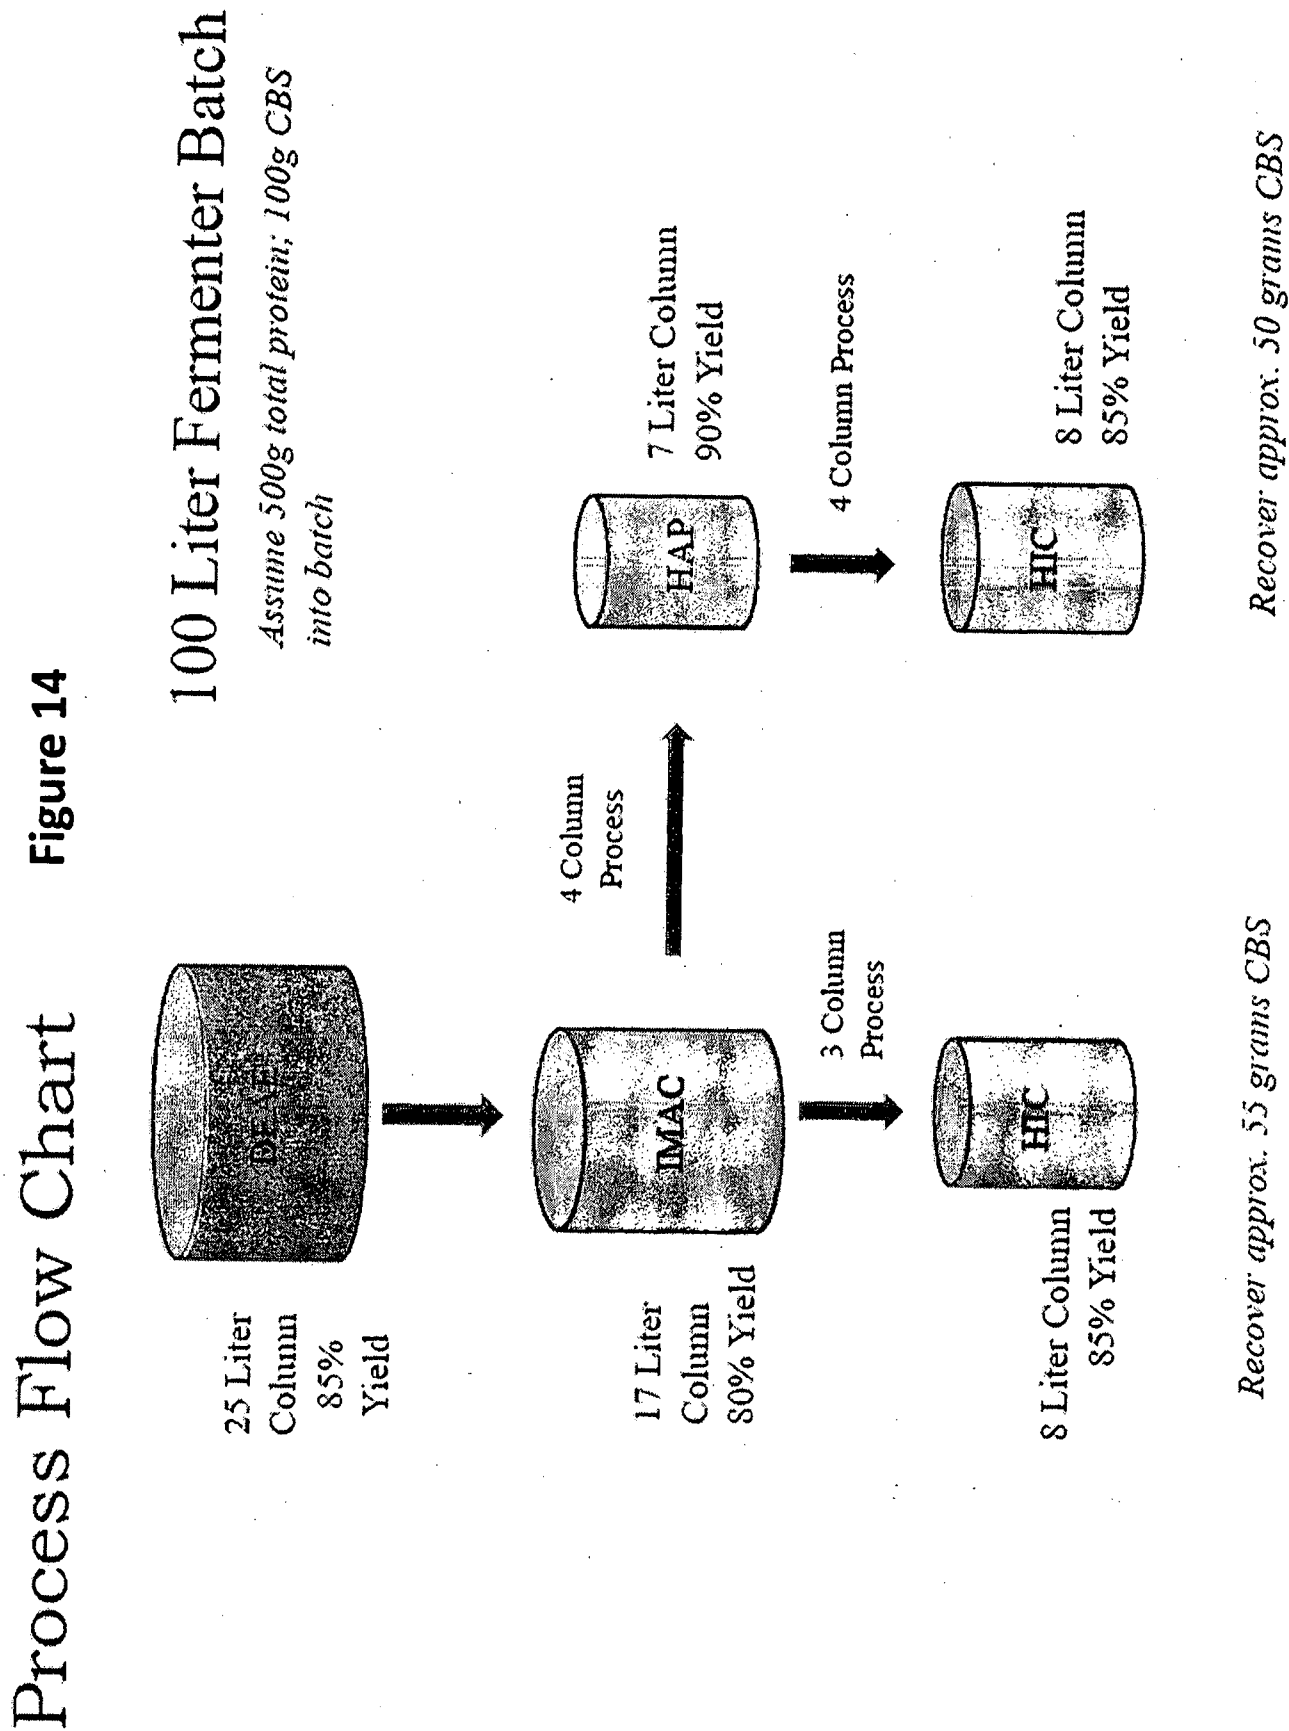 Figure 14
Process Flow Chart
100 Liter Fermenter Batch
Assume 500g total protein; 100g CBS
into batch
25 Liter
Column
85%
Yield
17 Liter
Column
80% Yield
IMAC
4 Column
Process
HAP
7 Liter Column
90% Yield
3 Column
Process
4 Column Process
8 Liter Column
85% Yield
HIC
HIC
8 Liter Column
85% Yield
Recover approx. 55 grams CBS
Recover approx. 50 grams CBS